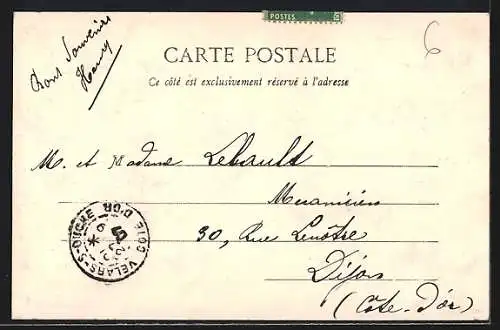 POSTES
6
Bons Souvenirs
Henry
CARTE POSTALE
Ce côté est exclusivement réservé à l'adresse
M. et Madame Lebault
Mecanicien
30, Rue Lenôtre
Dijon
(Côte-d'or)
VELARS-S-OUCHE COTE D'OR